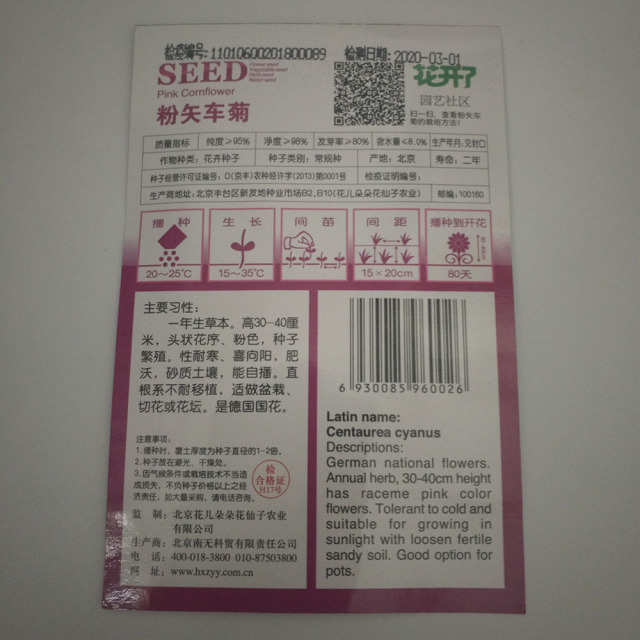 检疫编号: 11010600201800089 检测日期: 2020-03-01
SEED
Flower seed
Vegetable seed
Herb seed
Pink Cornflower
粉矢车菊
花开了
园艺社区
扫一扫，查看粉矢车
菊的栽培方法！
质量指标 纯度≥95% 净度≥98% 发芽率≥80% 含水量≤8.0% 生产年月:见封口
作物种类：花卉种子 种子类别：常规种 产地：北京 寿命：二年
种子经营许可证编号：D(京丰)农种经许字(2013)第0001号 检疫证明编号：
生产商地址:北京丰台区新发地种业市场B2,B10(花儿朵朵花仙子农业) 邮编:100160
播种 生长 间苗 间距 播种到开花
20~25℃ 15~35℃ 15×20cm 80天
主要习性：
一年生草本。高30-40厘
米，头状花序、粉色，种子
繁殖。性耐寒、喜向阳，肥
沃，砂质土壤，能自播。直
根系不耐移植，适做盆栽、
切花或花坛。是德国国花。
注意事项：
1.播种时，覆土厚度为种子直径的1-2倍。
2.种子放在避光、干燥处。
3.因气候条件或栽培技术不当造
成损失，不负种子价格以上之经
济责任，如大量采购，请电话咨询。
检
合格证
H17号
监 制：北京花儿朵朵花仙子农业
有限公司
生产商：北京南无科贸有限责任公司
电 话：400-018-3800 010-87503800
网 址：www.hxzyy.com.cn
6 930085 960026
Latin name:
Centaurea cyanus
Descriptions:
German national flowers.
Annual herb, 30-40cm height
has raceme pink color
flowers. Tolerant to cold and
suitable for growing in
sunlight with loosen fertile
sandy soil. Good option for
pots.